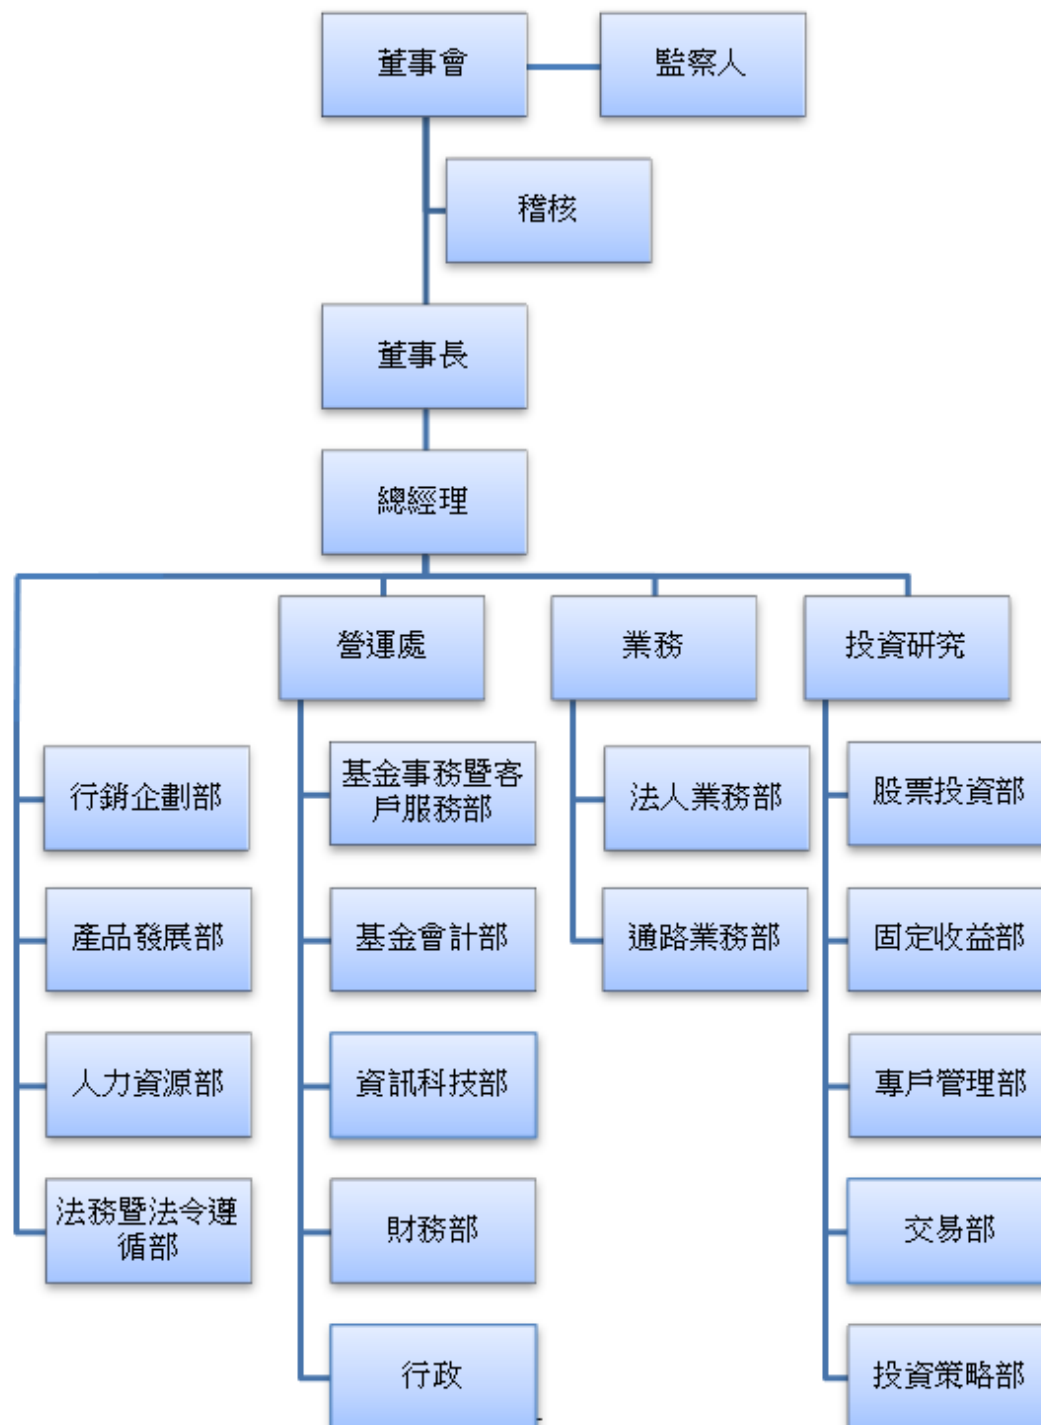 董事會
監察人
稽核
董事長
總經理
營運處
業務
投資研究
行銷企劃部
基金事務暨客
戶服務部
法人業務部
股票投資部
產品發展部
基金會計部
通路業務部
固定收益部
人力資源部
資訊科技部
專戶管理部
法務暨法令遵
循部
財務部
交易部
行政
投資策略部